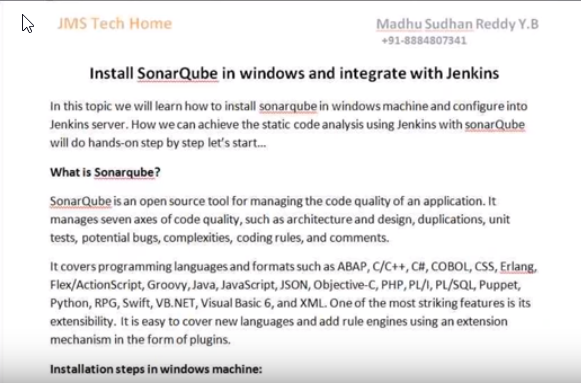 JMS Tech Home
Madhu Sudhan Reddy Y.B
+91-8884807341
Install SonarQube in windows and integrate with Jenkins
In this topic we will learn how to install sonarqube in windows machine and configure into
Jenkins server. How we can achieve the static code analysis using Jenkins with sonarQube
will do hands-on step by step let's start...
What is Sonarqube?
SonarQube is an open source tool for managing the code quality of an application. It
manages seven axes of code quality, such as architecture and design, duplications, unit
tests, potential bugs, complexities, coding rules, and comments.
It covers programming languages and formats such as ABAP, C/C++, C#, COBOL, CSS, Erlang,
Flex/ActionScript, Groovy, Java, JavaScript, JSON, Objective-C, PHP, PL/I, PL/SQL, Puppet,
Python, RPG, Swift, VB.NET, Visual Basic 6, and XML. One of the most striking features is its
extensibility. It is easy to cover new languages and add rule engines using an extension
mechanism in the form of plugins.
Installation steps in windows machine: